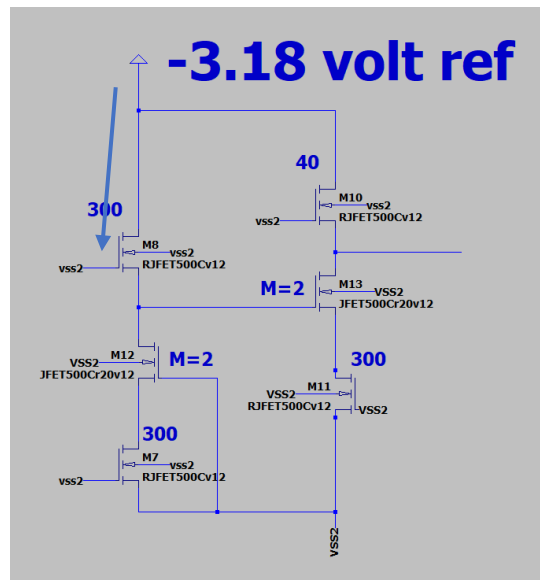 -3.18 volt ref
40
M10
vss2
vss2
RJFET500Cv12
300
M8
vss2
vss2
RJFET500Cv12
M=2
M13
VSS2
JFET500Cr20v12
M12
VSS2
M=2
JFET500Cr20v12
300
M11
VSS2
RJFET500Cv12
VSS2
300
M7
vss2
vss2
RJFET500Cv12
VSS2